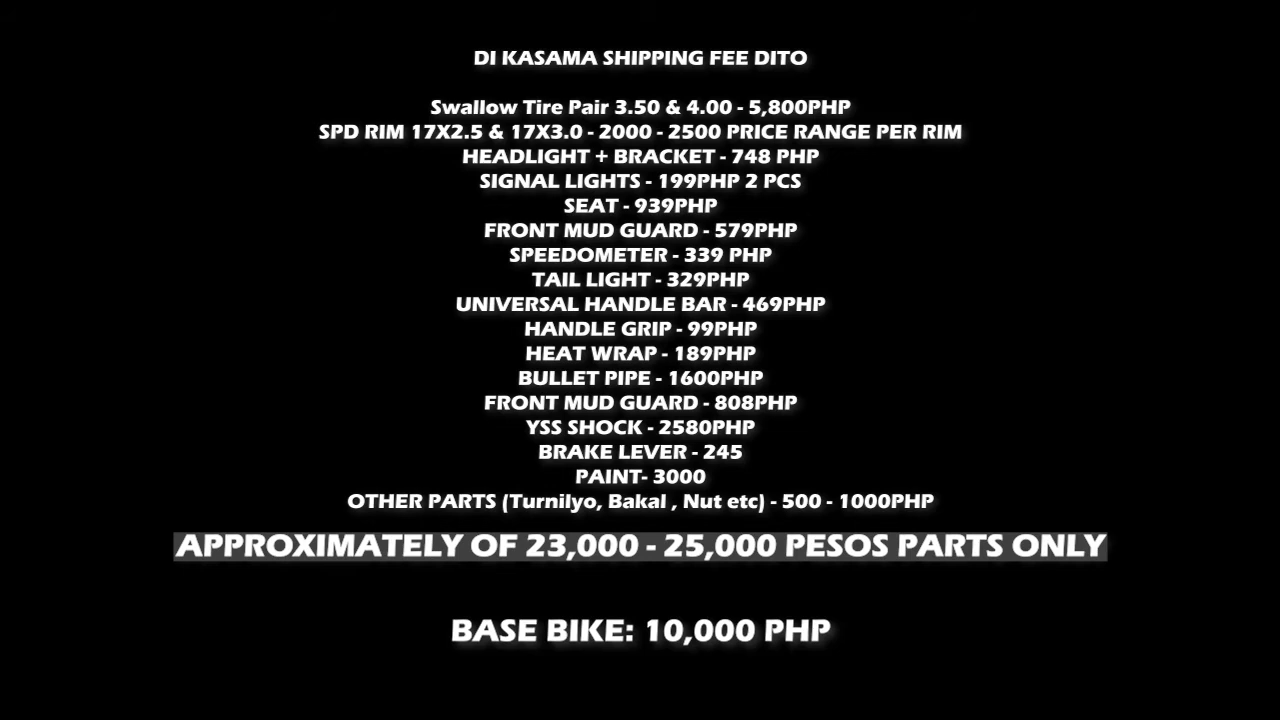 DI KASAMA SHIPPING FEE DITO
Swallow Tire Pair 3.50 & 4.00 - 5,800PHP
SPD RIM 17X2.5 & 17X3.0 - 2000 - 2500 PRICE RANGE PER RIM
HEADLIGHT + BRACKET - 748 PHP
SIGNAL LIGHTS - 199PHP 2 PCS
SEAT - 939PHP
FRONT MUD GUARD - 579PHP
SPEEDOMETER - 339 PHP
TAIL LIGHT - 329PHP
UNIVERSAL HANDLE BAR - 469PHP
HANDLE GRIP - 99PHP
HEAT WRAP - 189PHP
BULLET PIPE - 1600PHP
FRONT MUD GUARD - 808PHP
YSS SHOCK - 2580PHP
BRAKE LEVER - 245
PAINT- 3000
OTHER PARTS (Turnilyo, Bakal , Nut etc) - 500 - 1000PHP
APPROXIMATELY OF 23,000 - 25,000 PESOS PARTS ONLY
BASE BIKE: 10,000 PHP